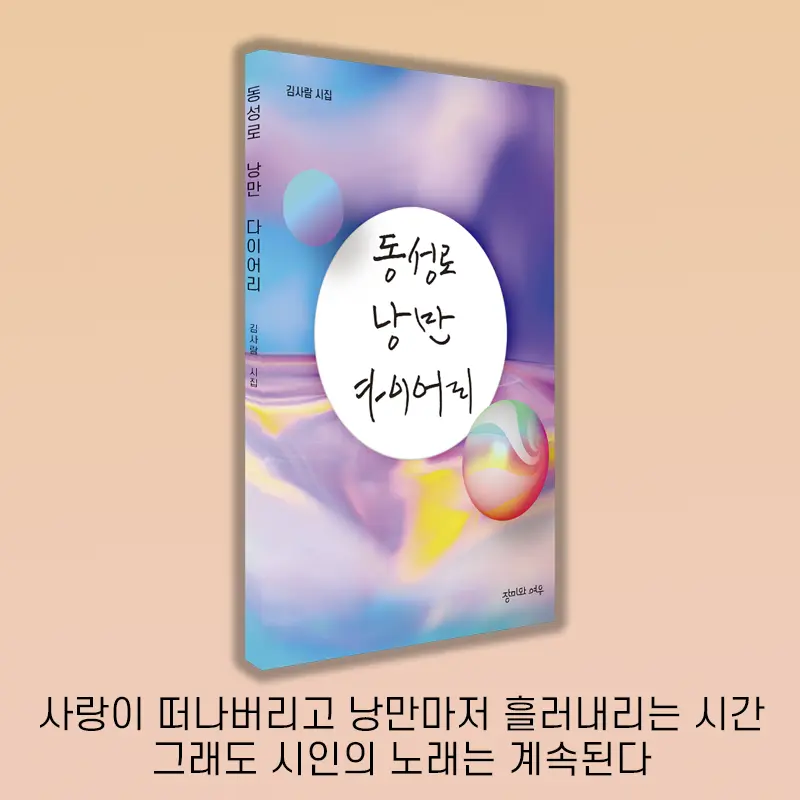 김사람 시집
동성로 낭만 다이어리
김사람 시집
동성로
낭만
다이어리
장미와 여우
사랑이 떠나버리고 낭만마저 흘러내리는 시간
그래도 시인의 노래는 계속된다